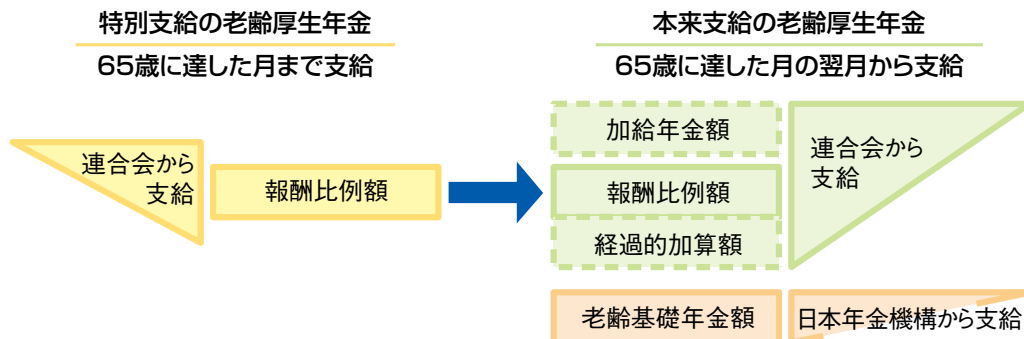 特別支給の老齢厚生年金
65歳に達した月まで支給
連合会から
支給
報酬比例額
本来支給の老齢厚生年金
65歳に達した月の翌月から支給
加給年金額
報酬比例額
経過的加算額
連合会から
支給
老齢基礎年金額
日本年金機構から支給